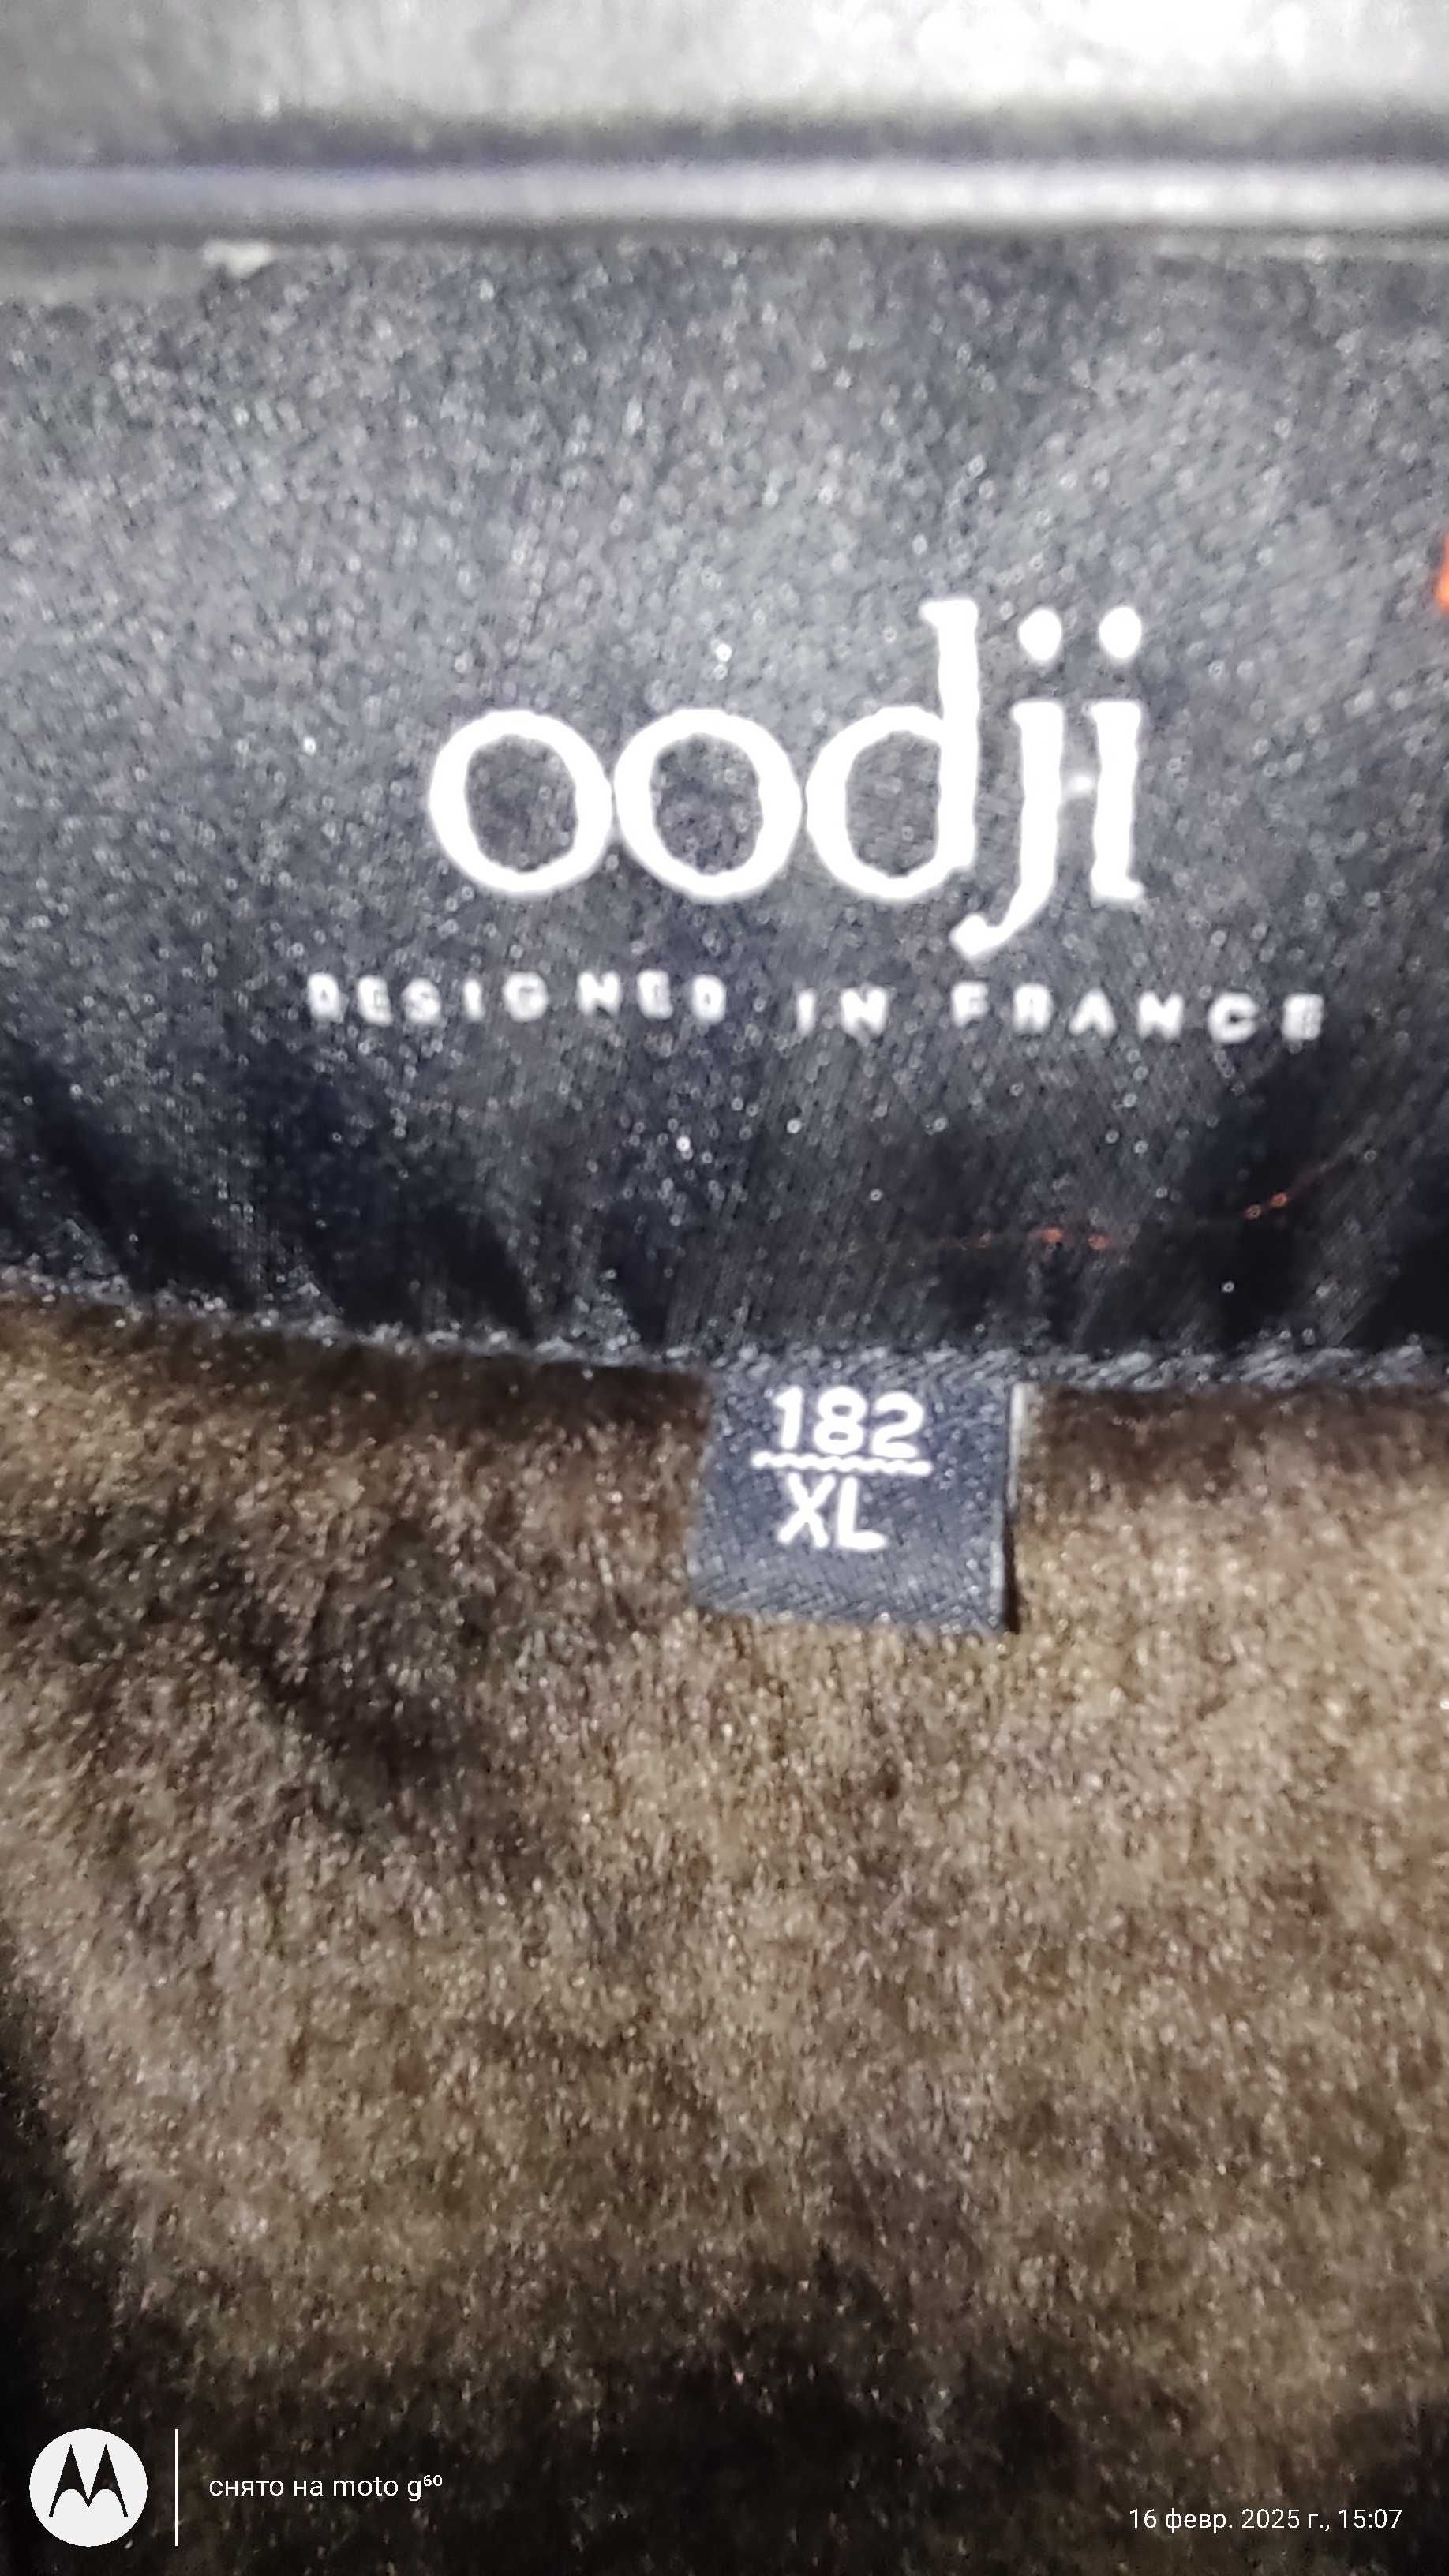 oodji
DESIGNED IN FRANCE
182
XL
снято на moto g⁶⁰
16 февр. 2025 г., 15:07